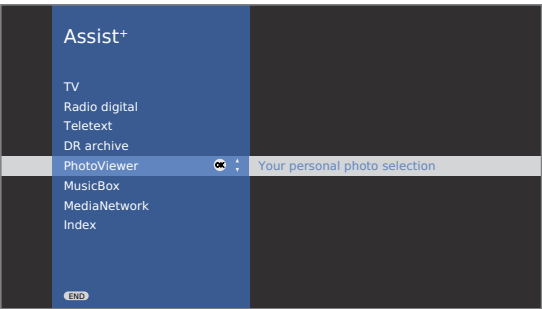 Assist+
TV
Radio digital
Teletext
DR archive
PhotoViewer OK Your personal photo selection
MusicBox
MediaNetwork
Index
END